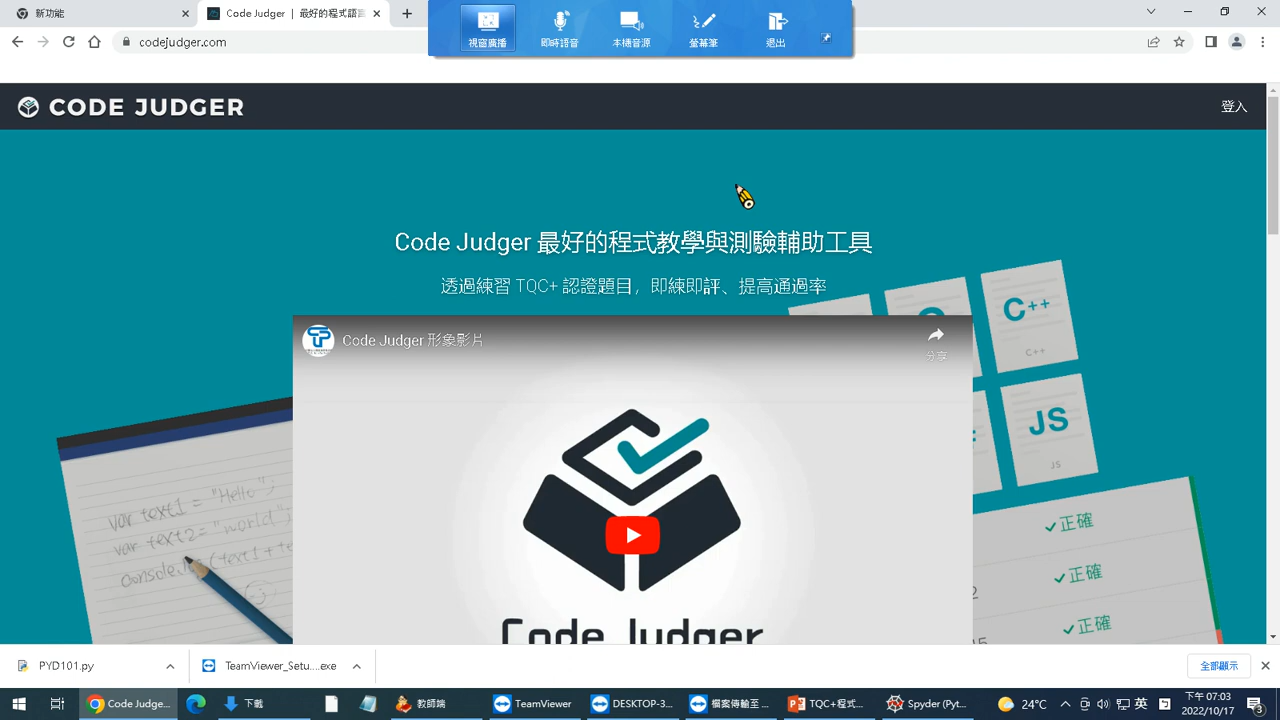 新功能
Code Judger | 最好的程式語言
視窗廣播
即時語音
本機音源
螢幕筆
退出
codeJudger.com
CODE JUDGER
登入
Code Judger 最好的程式教學與測驗輔助工具
透過練習 TQC+ 認證題目，即練即評、提高通過率
Code Judger 形象影片
分享
C++
C++
JS
JS
var text1 = "Hello";
var text2 = "world";
console.
(text1 + te
正確
正確
正確
Code Judger
PYD101.py
TeamViewer_Setu....exe
全部顯示
Code Judge...
下載
教師端
TeamViewer
DESKTOP-3...
檔案傳輸至 ...
TQC+程式...
Spyder (Pyt...
24°C
英
下午 07:03
2022/10/17
3